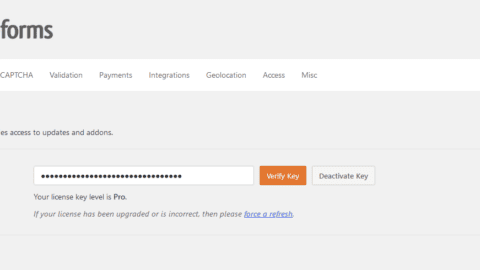 forms
CAPTCHA Validation Payments Integrations Geolocation Access Misc
es access to updates and addons.
•••••••••••••••••••••••••••••••• Verify Key Deactivate Key
Your license key level is Pro.
If your license has been upgraded or is incorrect, then please force a refresh.